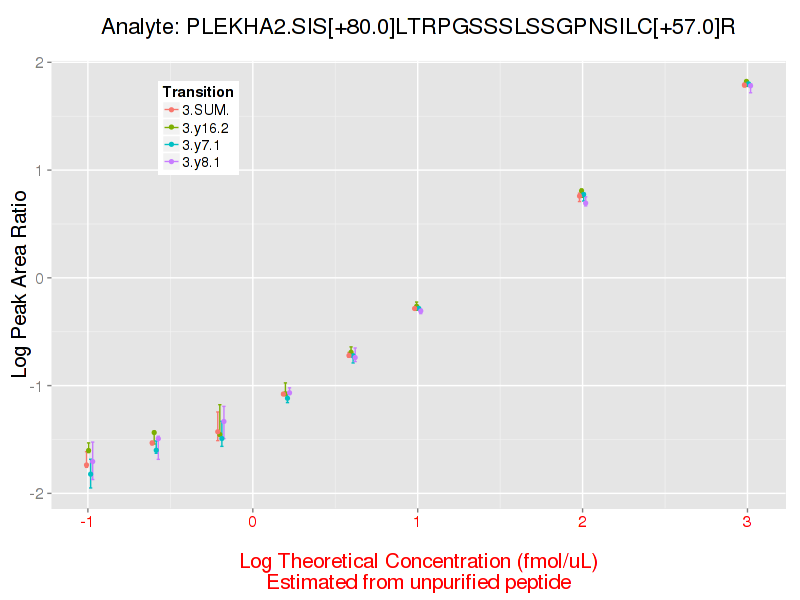 Analyte: PLEKHA2.SIS[+80.0]LTRPGSSSLSSGPNSILC[+57.0]R
Transition
3.SUM.
3.y16.2
3.y7.1
3.y8.1
Log Peak Area Ratio
2
1
0
-1
-2
-1 0 1 2 3
Log Theoretical Concentration (fmol/uL)
Estimated from unpurified peptide